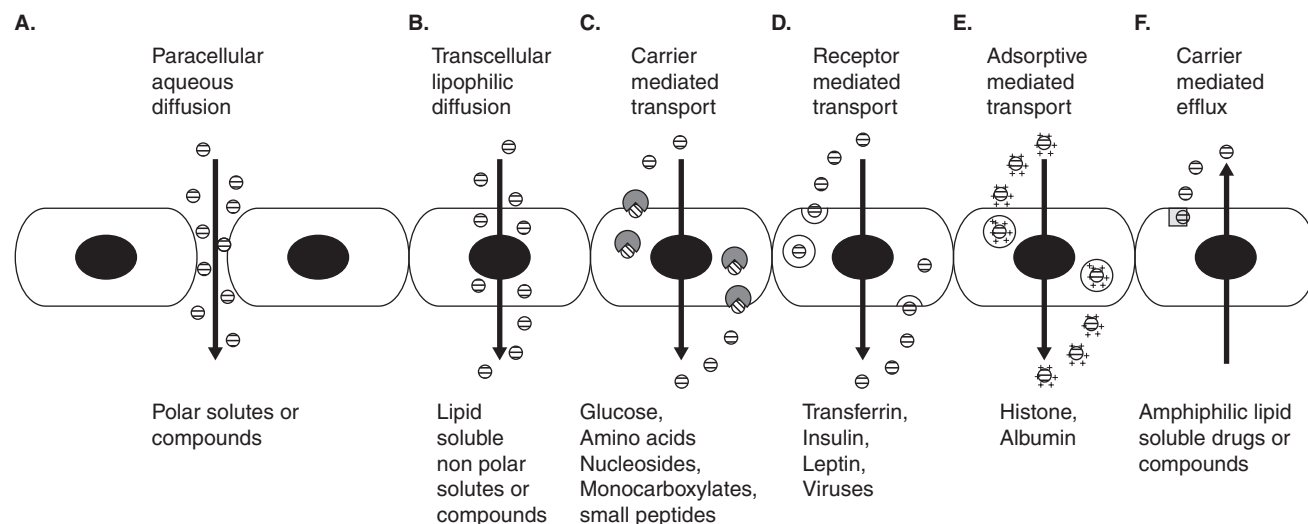 A.
Paracellular
aqueous
diffusion
Polar solutes or
compounds
B.
Transcellular
lipophilic
diffusion
Lipid
soluble
non polar
solutes or
compounds
C.
Carrier
mediated
transport
Glucose,
Amino acids
Nucleosides,
Monocarboxylates,
small peptides
D.
Receptor
mediated
transport
Transferrin,
Insulin,
Leptin,
Viruses
E.
Adsorptive
mediated
transport
Histone,
Albumin
F.
Carrier
mediated
efflux
Amphiphilic lipid
soluble drugs or
compounds